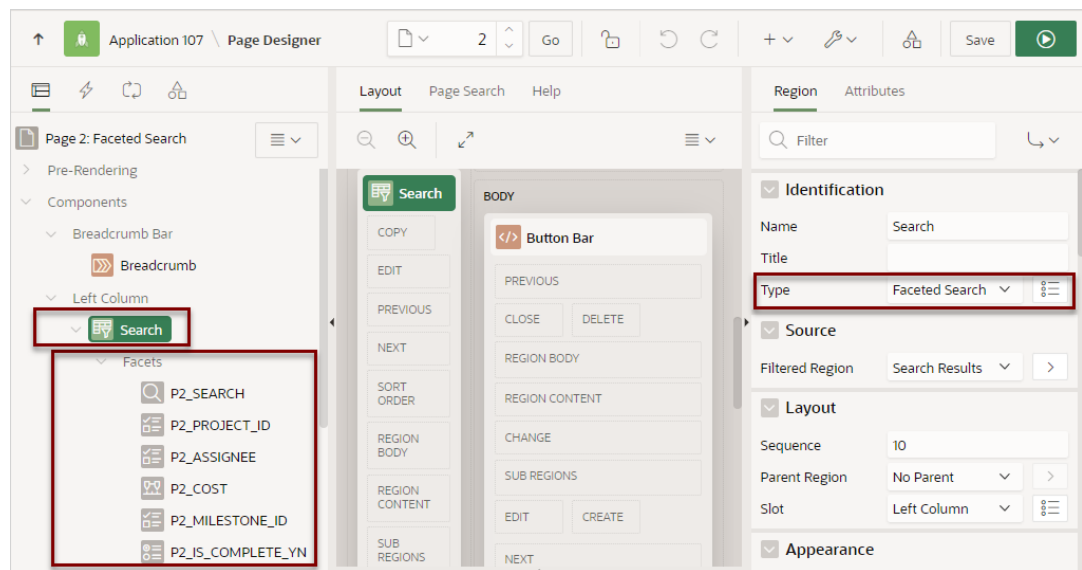 Application 107 \ Page Designer
2
Go
Save
Layout
Page Search
Help
Region
Attributes
Page 2: Faceted Search
Filter
Pre-Rendering
Components
Breadcrumb Bar
Breadcrumb
Left Column
Search
Facets
P2_SEARCH
P2_PROJECT_ID
P2_ASSIGNEE
P2_COST
P2_MILESTONE_ID
P2_IS_COMPLETE_YN
Search
COPY
EDIT
PREVIOUS
NEXT
SORT
ORDER
REGION
BODY
REGION
CONTENT
SUB
REGIONS
BODY
</> Button Bar
PREVIOUS
CLOSE
DELETE
REGION BODY
REGION CONTENT
CHANGE
SUB REGIONS
EDIT
CREATE
NEXT
Identification
Name
Search
Title
Type
Faceted Search
Source
Filtered Region
Search Results
Layout
Sequence
10
Parent Region
No Parent
Slot
Left Column
Appearance